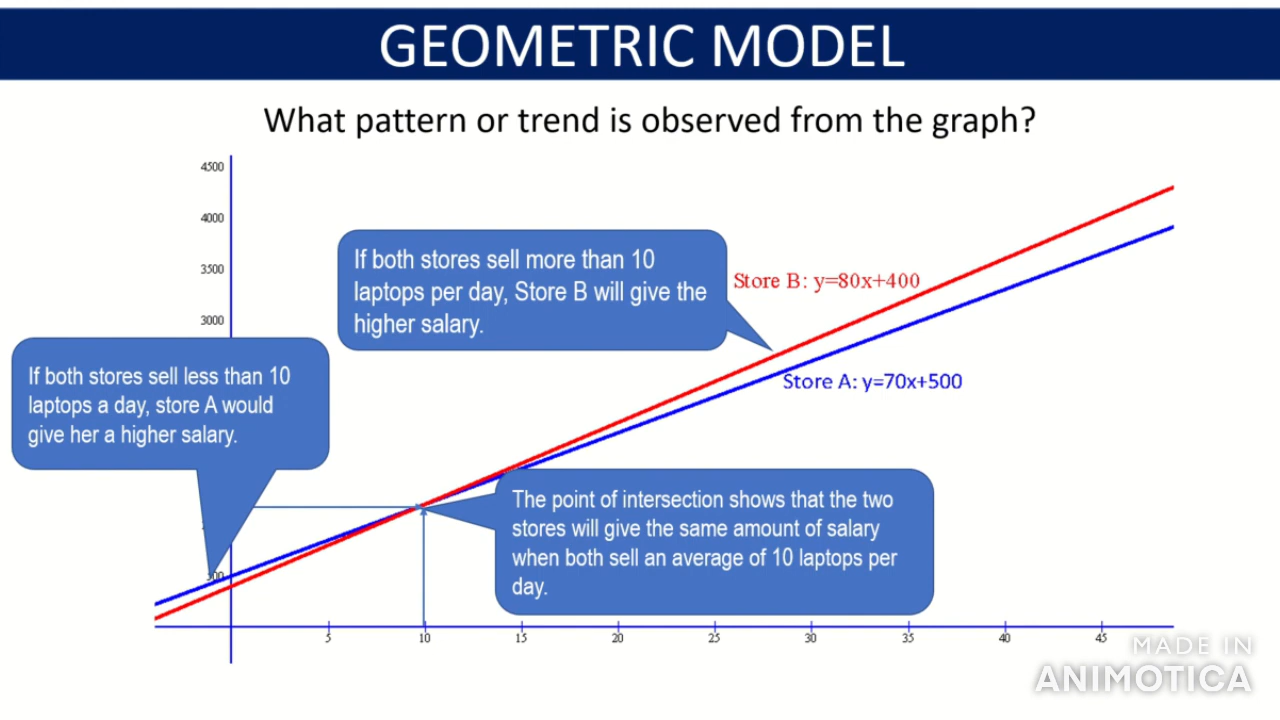 GEOMETRIC MODEL
What pattern or trend is observed from the graph?
4500
4000
3500
3000
If both stores sell more than 10
laptops per day, Store B will give the
higher salary.
Store B: y=80x+400
If both stores sell less than 10
laptops a day, store A would
give her a higher salary.
Store A: y=70x+500
The point of intersection shows that the two
stores will give the same amount of salary
when both sell an average of 10 laptops per
day.
5 10 15 20 25 30 35 40 45
MADE IN
ANIMOTICA